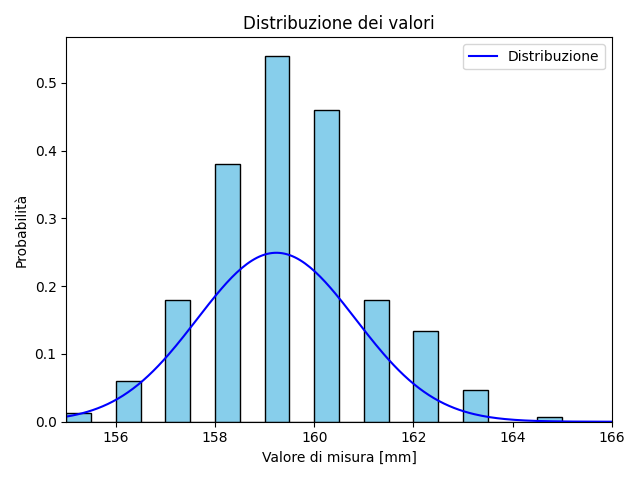 Distribuzione dei valori
Distribuzione
Probabilità
0.5
0.4
0.3
0.2
0.1
0.0
156 158 160 162 164 166
Valore di misura [mm]